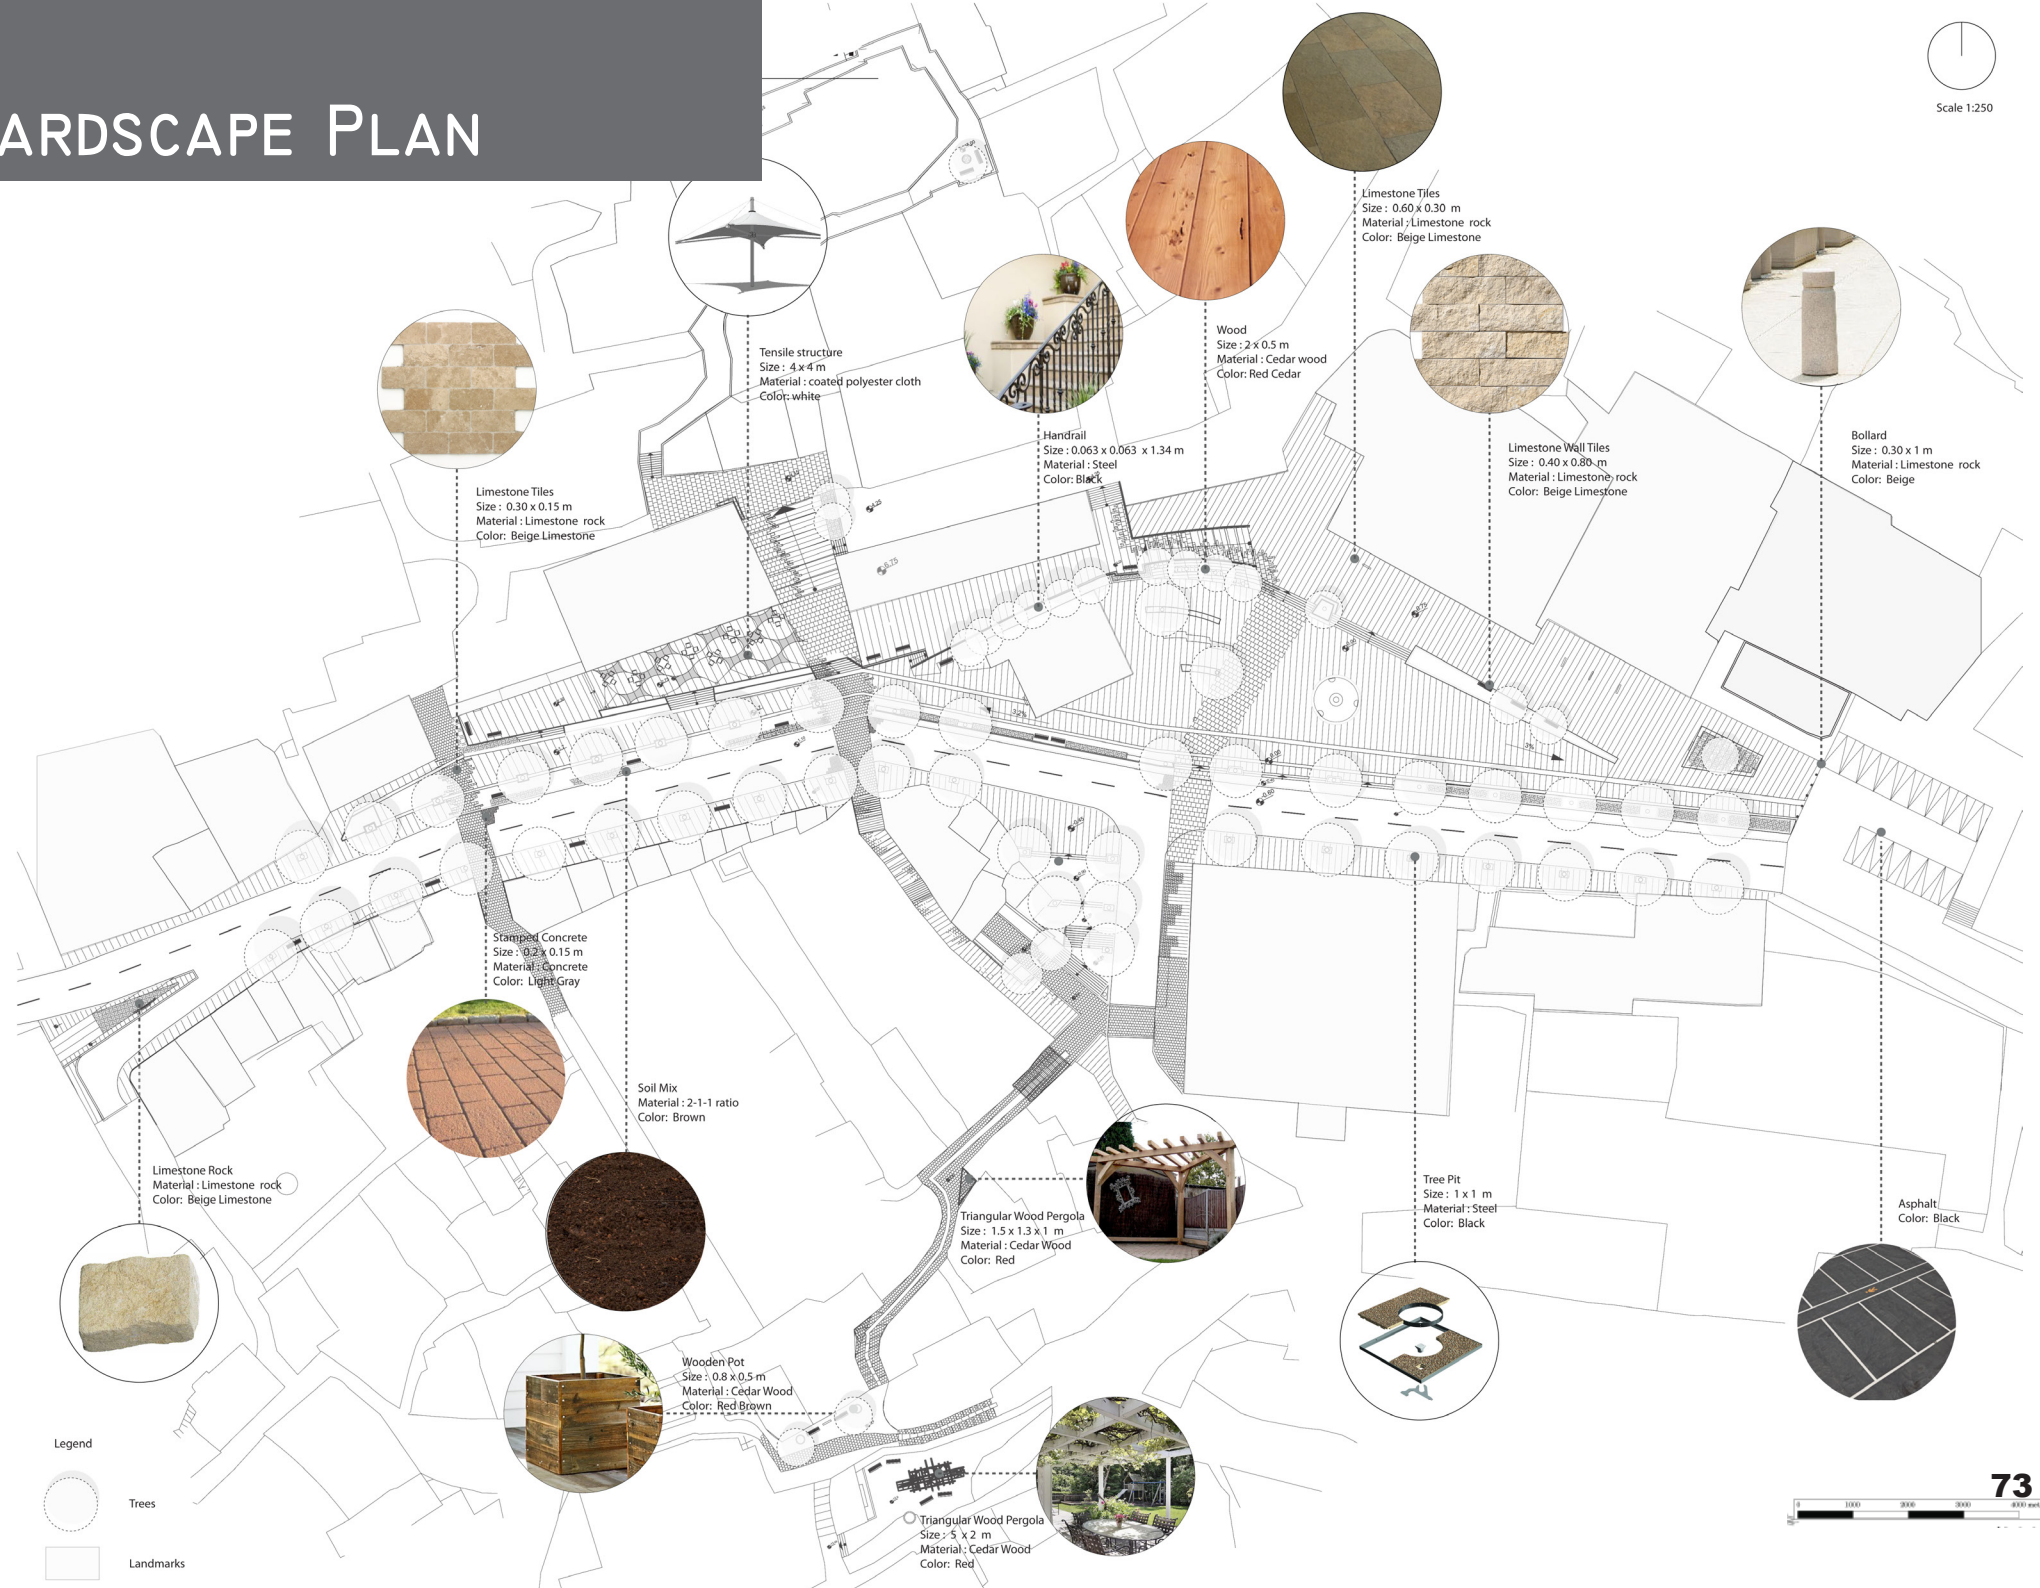 ARDSCAPE PLAN
Scale 1:250
Limestone Tiles
Size : 0.60 x 0.30 m
Material : Limestone rock
Color: Beige Limestone
Wood
Size : 2 x 0.5 m
Material : Cedar wood
Color: Red Cedar
Tensile structure
Size : 4 x 4 m
Material : coated polyester cloth
Color: white
Handrail
Size : 0.063 x 0.063 x 1.34 m
Material : Steel
Color: Black
Limestone Wall Tiles
Size : 0.40 x 0.80 m
Material : Limestone rock
Color: Beige Limestone
Bollard
Size : 0.30 x 1 m
Material : Limestone rock
Color: Beige
Limestone Tiles
Size : 0.30 x 0.15 m
Material : Limestone rock
Color: Beige Limestone
3.2%
3%
Stamped Concrete
Size : 0.2 x 0.15 m
Material : Concrete
Color: Light Gray
Soil Mix
Material : 2-1-1 ratio
Color: Brown
Limestone Rock
Material : Limestone rock
Color: Beige Limestone
Triangular Wood Pergola
Size : 1.5 x 1.3 x 1 m
Material : Cedar Wood
Color: Red
Tree Pit
Size : 1 x 1 m
Material : Steel
Color: Black
Asphalt
Color: Black
Wooden Pot
Size : 0.8 x 0.5 m
Material : Cedar Wood
Color: Red Brown
Triangular Wood Pergola
Size : 5 x 2 m
Material : Cedar Wood
Color: Red
Legend
Trees
Landmarks
73
0 1000 2000 3000 4000